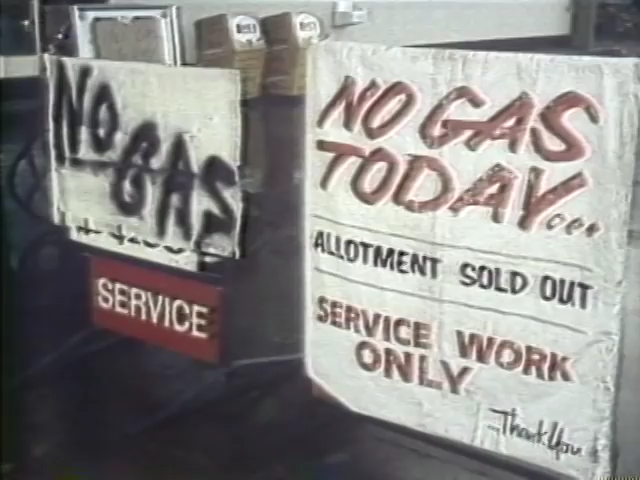 NO
GAS
SERVICE
NO GAS
TODAY...
ALLOTMENT SOLD OUT
SERVICE WORK
ONLY
Thank You